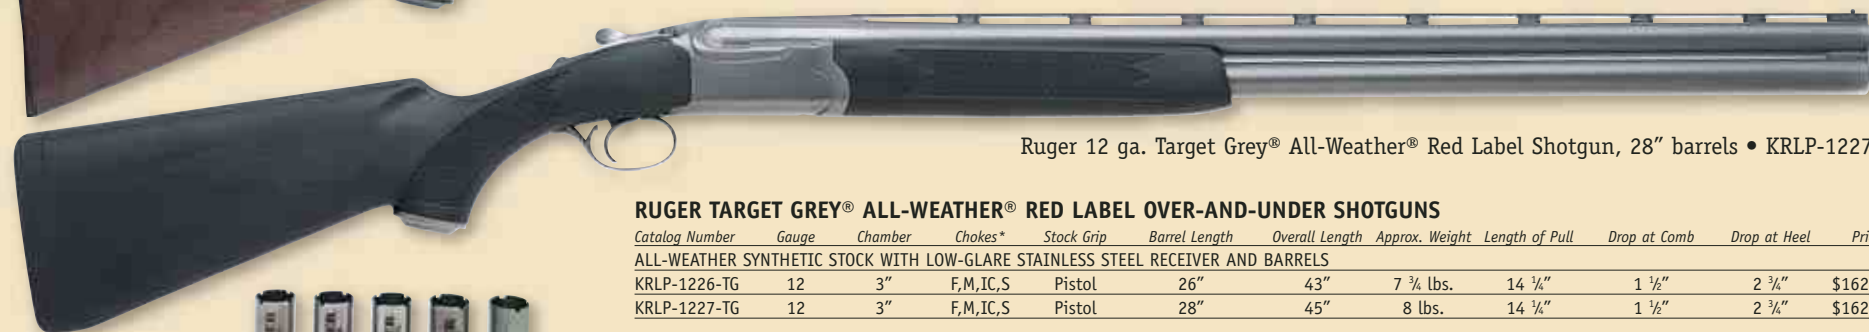 Ruger 12 ga. Target Grey® All-Weather® Red Label Shotgun, 28″ barrels • KRLP-1227
RUGER TARGET GREY® ALL-WEATHER® RED LABEL OVER-AND-UNDER SHOTGUNS
Catalog Number Gauge Chamber Chokes* Stock Grip Barrel Length Overall Length Approx. Weight Length of Pull Drop at Comb Drop at Heel Pri
ALL-WEATHER SYNTHETIC STOCK WITH LOW-GLARE STAINLESS STEEL RECEIVER AND BARRELS
KRLP-1226-TG 12 3″ F,M,IC,S Pistol 26″ 43″ 7 ¾ lbs. 14 ¼″ 1 ½″ 2 ¾″ $162
KRLP-1227-TG 12 3″ F,M,IC,S Pistol 28″ 45″ 8 lbs. 14 ¼″ 1 ½″ 2 ¾″ $162